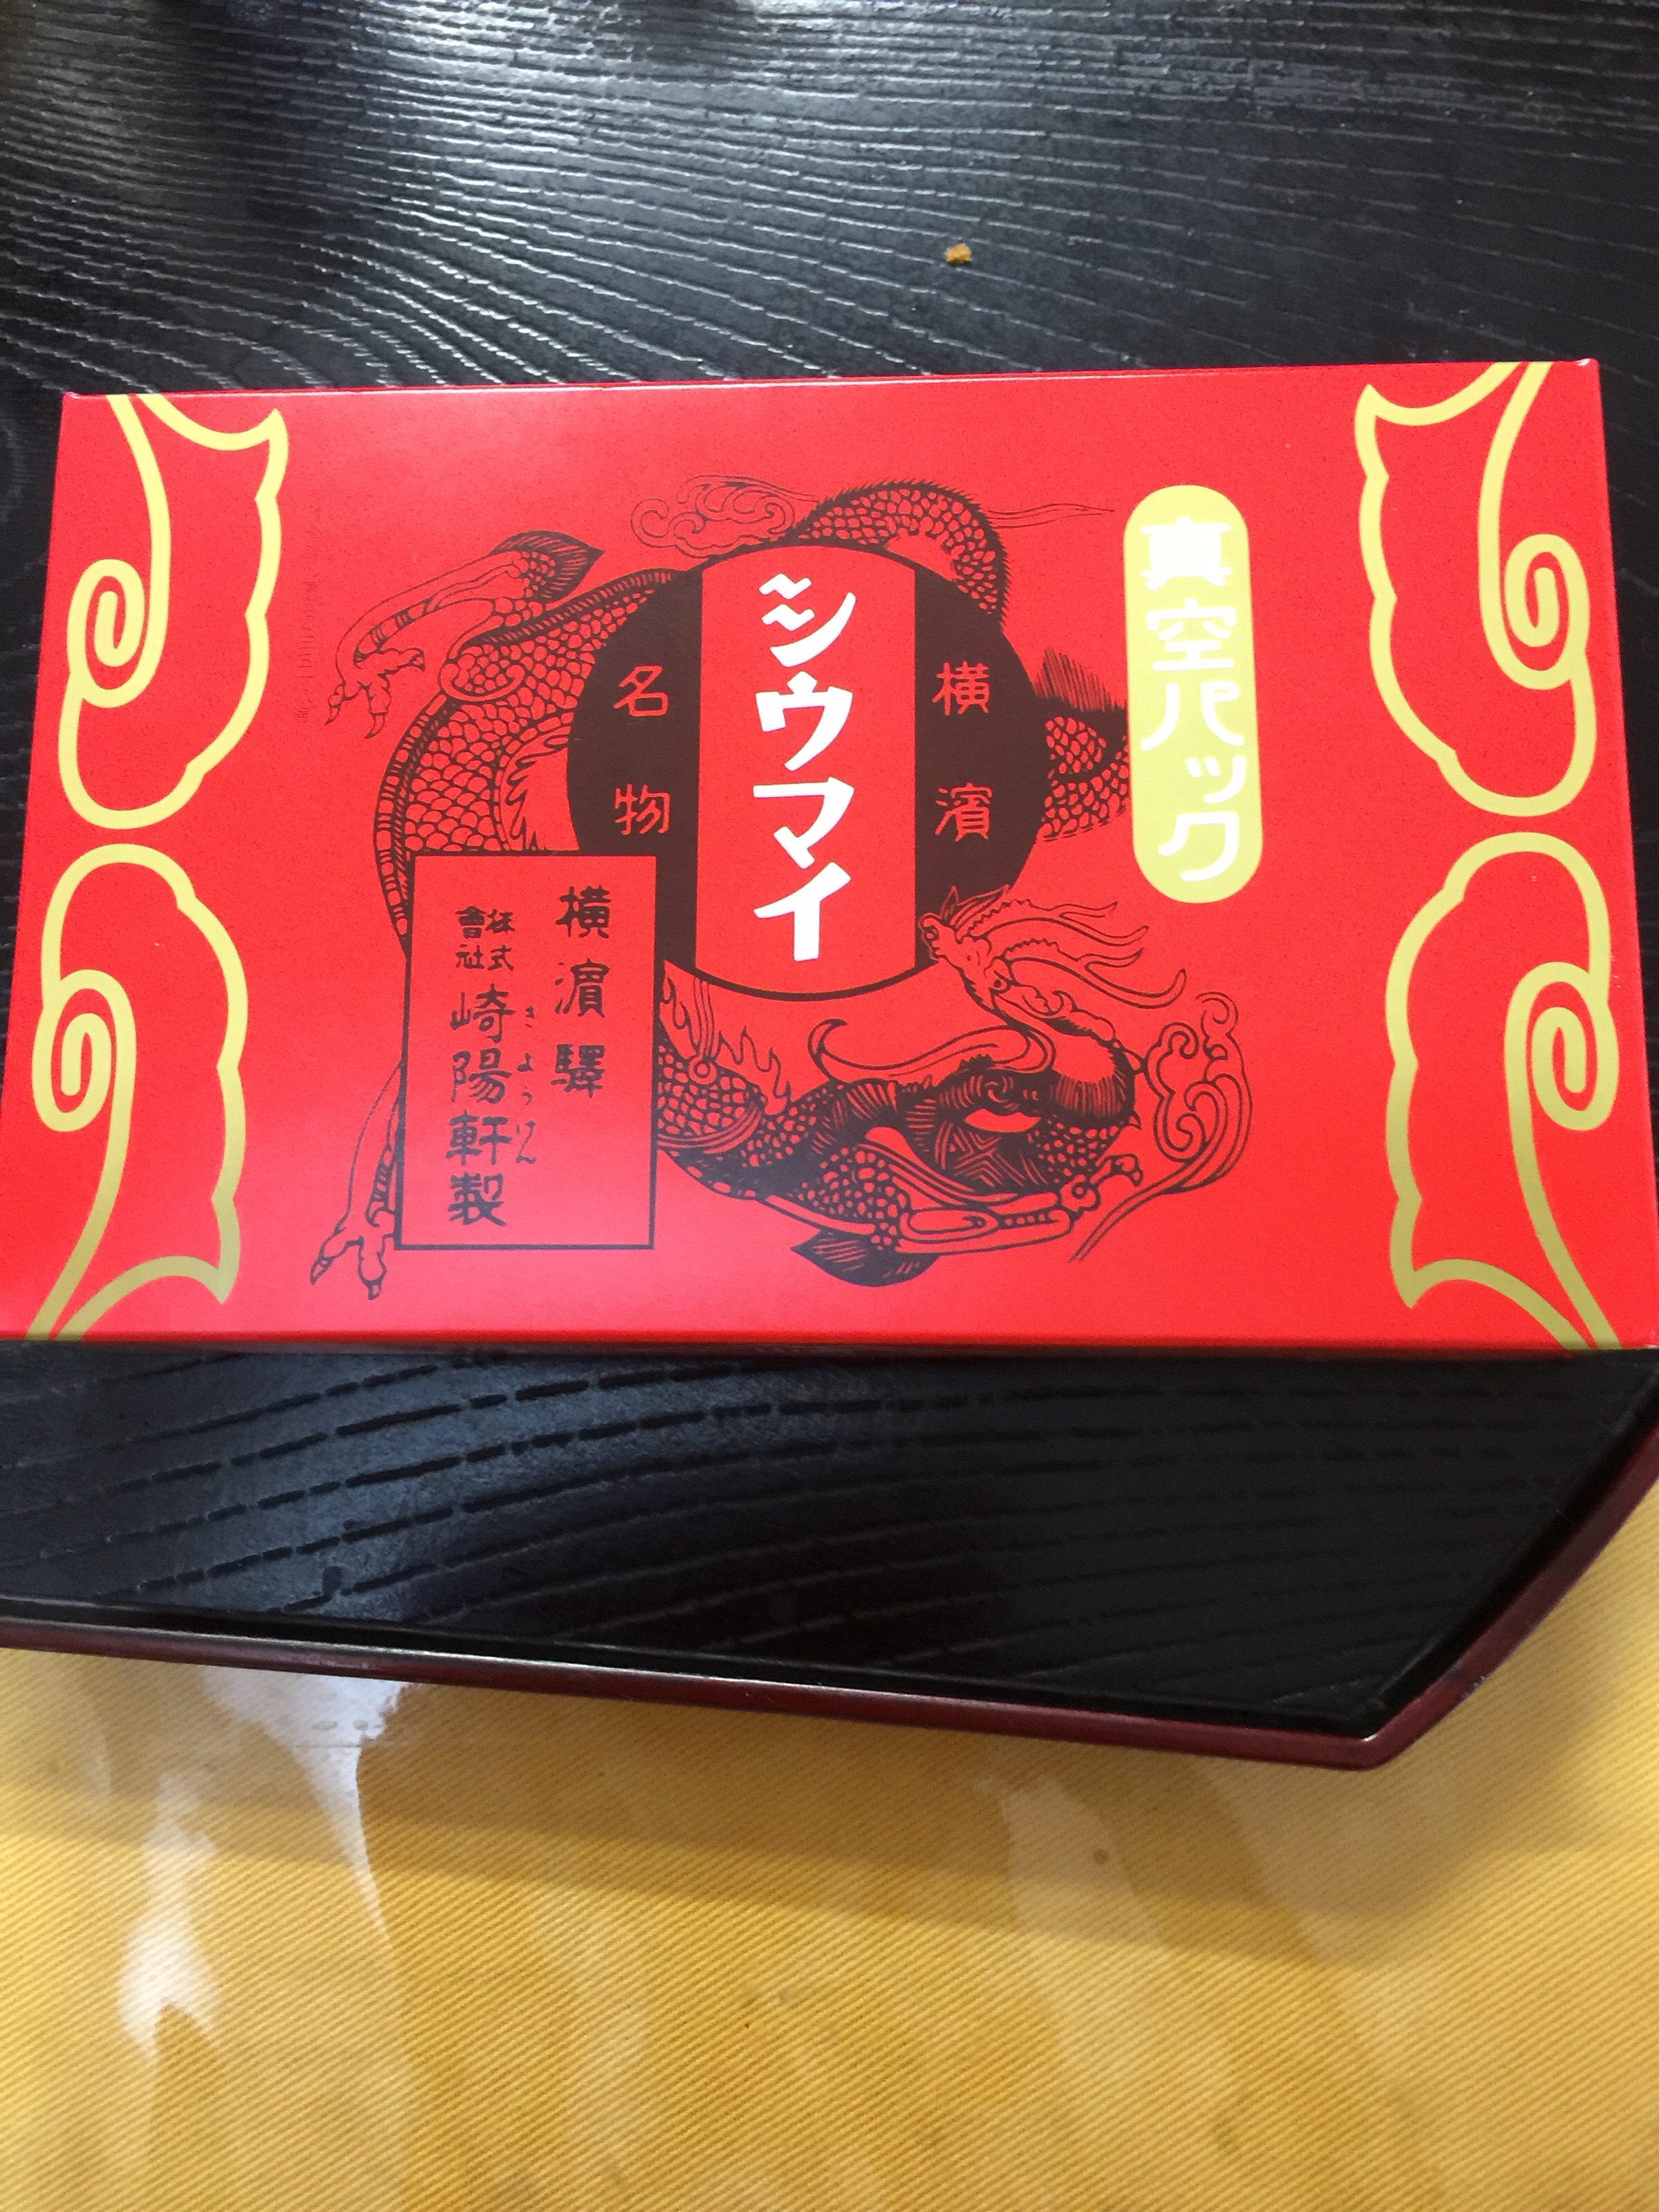 真空パック
横濱
シウマイ
名物
横濱驛
株式會社
崎陽軒製
きようけん